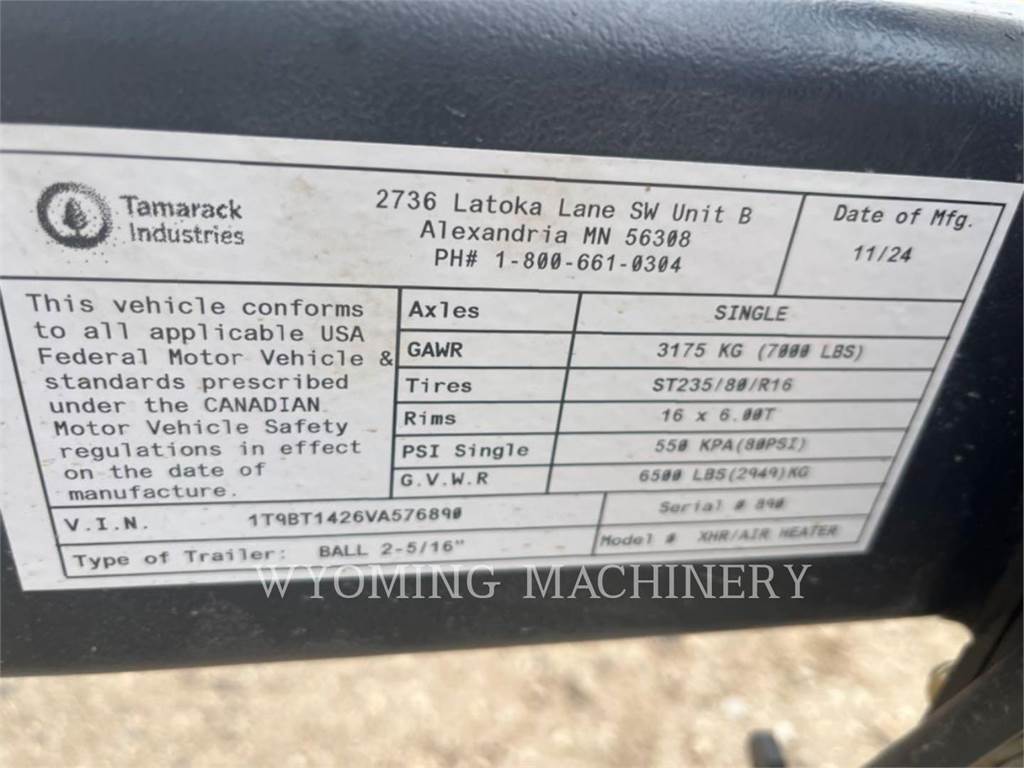 Tamarack
Industries
2736 Latoka Lane SW Unit B
Alexandria MN 56308
PH# 1-800-661-0304
Date of Mfg.
11/24
This vehicle conforms
to all applicable USA
Federal Motor Vehicle &
standards prescribed
under the CANADIAN
Motor Vehicle Safety
regulations in effect
on the date of
manufacture.
Axles SINGLE
GAWR 3175 KG (7000 LBS)
Tires ST235/80/R16
Rims 16 x 6.00T
PSI Single 550 KPA(80PSI)
G.V.W.R 6500 LBS(2949)KG
V.I.N. 1T9BT1426VA576890
Serial # 890
Type of Trailer: BALL 2-5/16"
Model # XHR/AIR HEATER
WYOMING MACHINERY